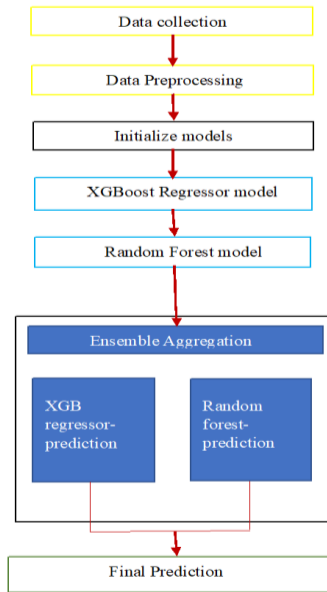 Data collection
Data Preprocessing
Initialize models
XGBoost Regressor model
Random Forest model
Ensemble Aggregation
XGB
regressor-
prediction
Random
forest-
prediction
Final Prediction